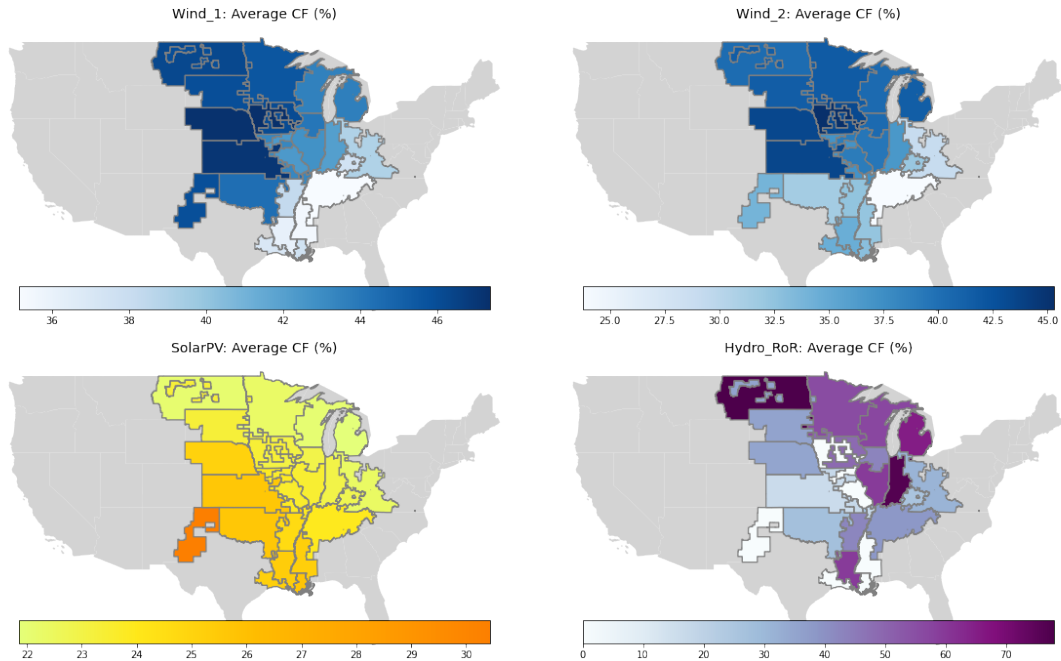 Wind_1: Average CF (%)
Wind_2: Average CF (%)
36 38 40 42 44 46
25.0 27.5 30.0 32.5 35.0 37.5 40.0 42.5 45.0
SolarPV: Average CF (%)
Hydro_RoR: Average CF (%)
22 23 24 25 26 27 28 29 30
0 10 20 30 40 50 60 70